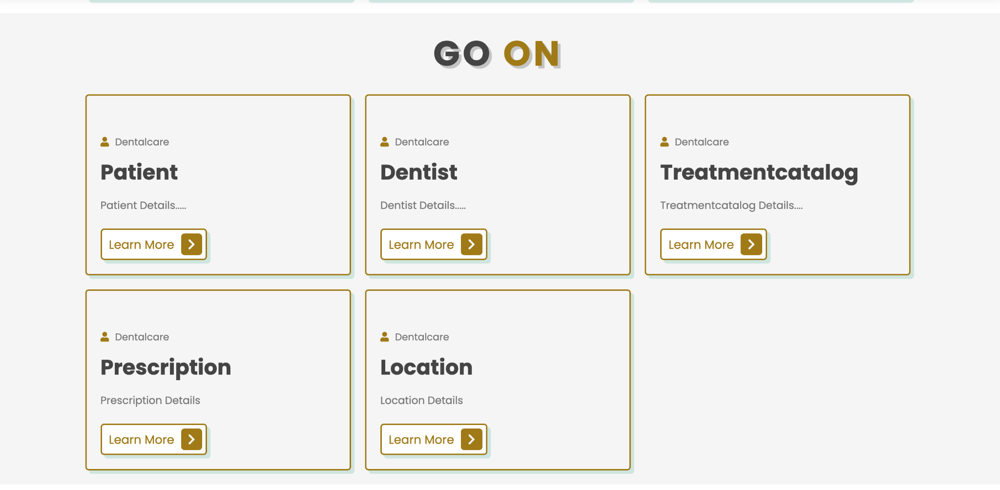 GO ON
Dentalcare
Patient
Patient Details.....
Learn More
Dentalcare
Dentist
Dentist Details.....
Learn More
Dentalcare
Treatmentcatalog
Treatmentcatalog Details....
Learn More
Dentalcare
Prescription
Prescription Details
Learn More
Dentalcare
Location
Location Details
Learn More